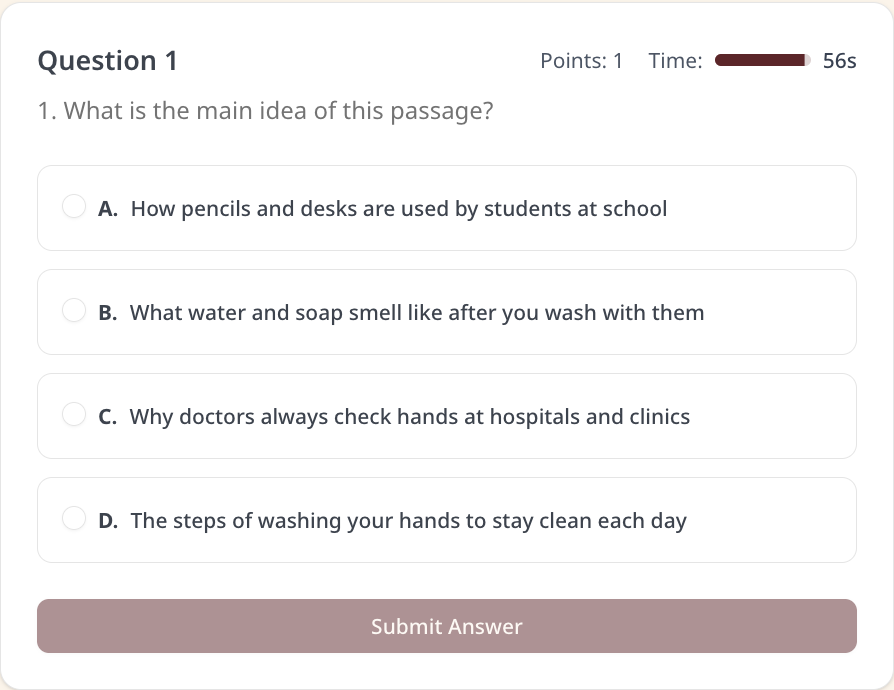 Question 1
Points: 1 Time: 56s
1. What is the main idea of this passage?
A. How pencils and desks are used by students at school
B. What water and soap smell like after you wash with them
C. Why doctors always check hands at hospitals and clinics
D. The steps of washing your hands to stay clean each day
Submit Answer